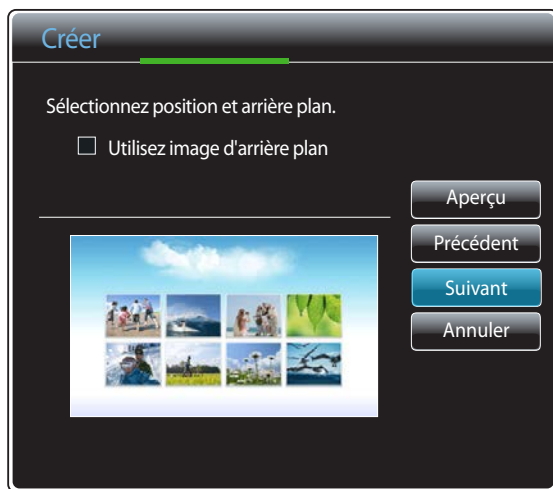 Créer
Sélectionnez position et arrière plan.
Utilisez image d'arrière plan
Aperçu
Précédent
Suivant
Annuler